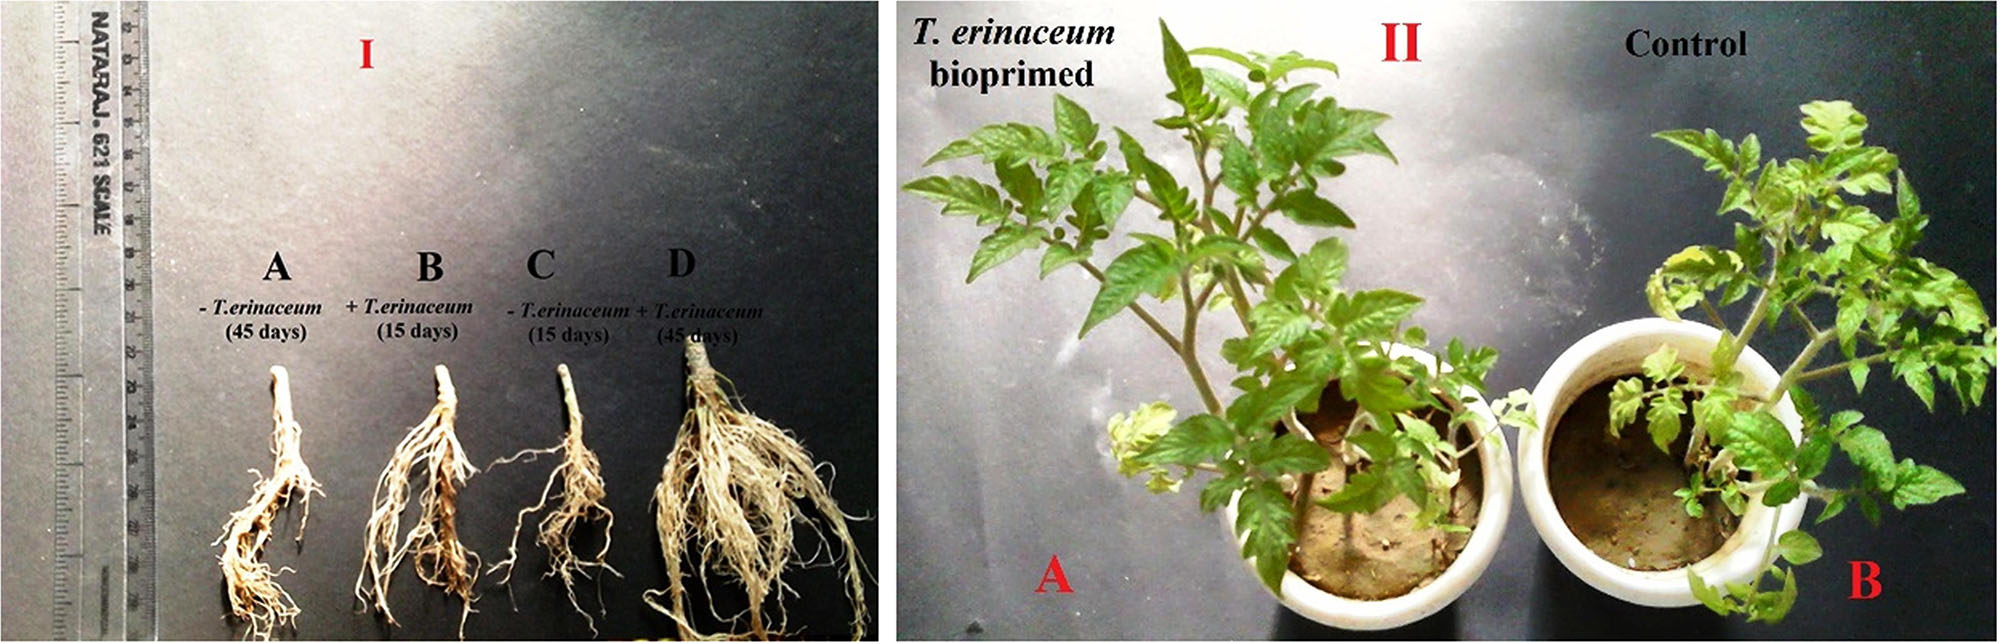 NATARAJ. 621 SCALE
I
A
- T.erinaceum
(45 days)
B
+ T.erinaceum
(15 days)
C
- T.erinaceum
(15 days)
D
+ T.erinaceum
(45 days)
T. erinaceum
bioprimed
II
Control
A
B